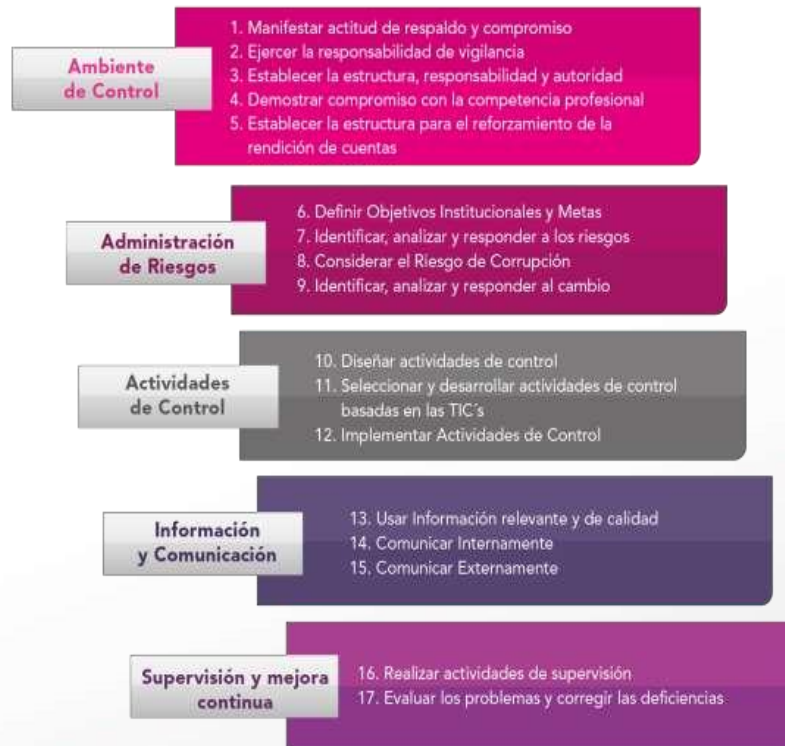 Ambiente
de Control
1. Manifestar actitud de respaldo y compromiso
2. Ejercer la responsabilidad de vigilancia
3. Establecer la estructura, responsabilidad y autoridad
4. Demostrar compromiso con la competencia profesional
5. Establecer la estructura para el reforzamiento de la
rendición de cuentas
Administración
de Riesgos
6. Definir Objetivos Institucionales y Metas
7. Identificar, analizar y responder a los riesgos
8. Considerar el Riesgo de Corrupción
9. Identificar, analizar y responder al cambio
Actividades
de Control
10. Diseñar actividades de control
11. Seleccionar y desarrollar actividades de control
basadas en las TIC´s
12. Implementar Actividades de Control
Información
y Comunicación
13. Usar Información relevante y de calidad
14. Comunicar Internamente
15. Comunicar Externamente
Supervisión y mejora
continua
16. Realizar actividades de supervisión
17. Evaluar los problemas y corregir las deficiencias